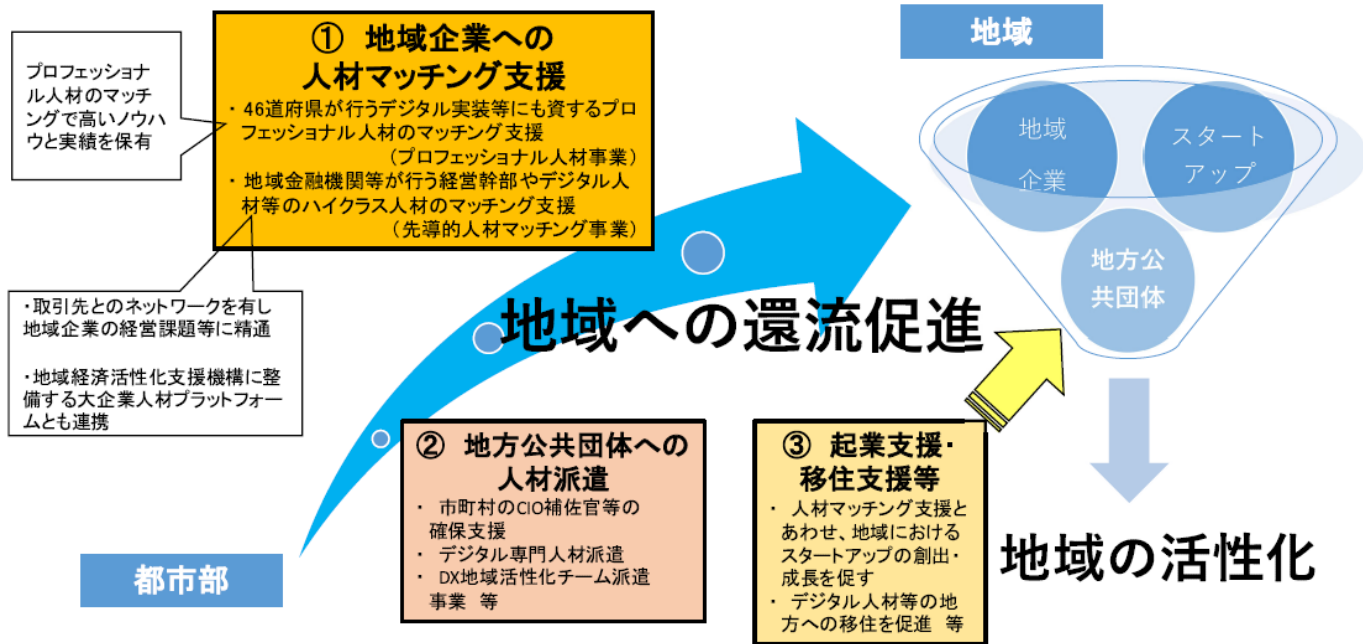 ① 地域企業への
人材マッチング支援
・ 46道府県が行うデジタル実装等にも資するプロ
フェッショナル人材のマッチング支援
（プロフェッショナル人材事業）
・ 地域金融機関等が行う経営幹部やデジタル人
材等のハイクラス人材のマッチング支援
（先導的人材マッチング事業）
プロフェッショナ
ル人材のマッチ
ングで高いノウハ
ウと実績を保有
・取引先とのネットワークを有し
地域企業の経営課題等に精通
・地域経済活性化支援機構に整
備する大企業人材プラットフォー
ムとも連携
地域
地域
企業
スタート
アップ
地方公
共団体
地域への還流促進
② 地方公共団体への
人材派遣
・ 市町村のCIO補佐官等の
確保支援
・ デジタル専門人材派遣
・ DX地域活性化チーム派遣
事業 等
③ 起業支援・
移住支援等
・ 人材マッチング支援と
あわせ、地域における
スタートアップの創出・
成長を促す
・ デジタル人材等の地
方への移住を促進 等
都市部
地域の活性化